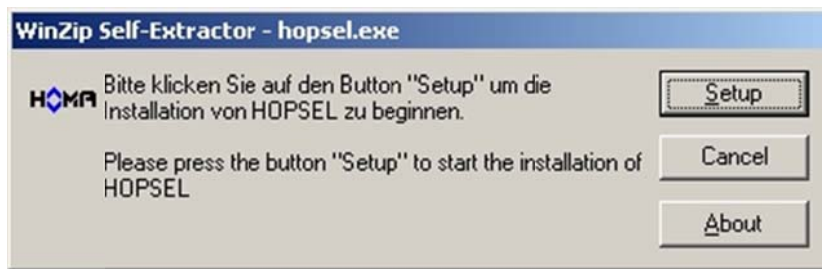 WinZip Self-Extractor - hopsel.exe
HOMA
Bitte klicken Sie auf den Button "Setup" um die
Installation von HOPSEL zu beginnen.
Please press the button "Setup" to start the installation of
HOPSEL
Setup
Cancel
About